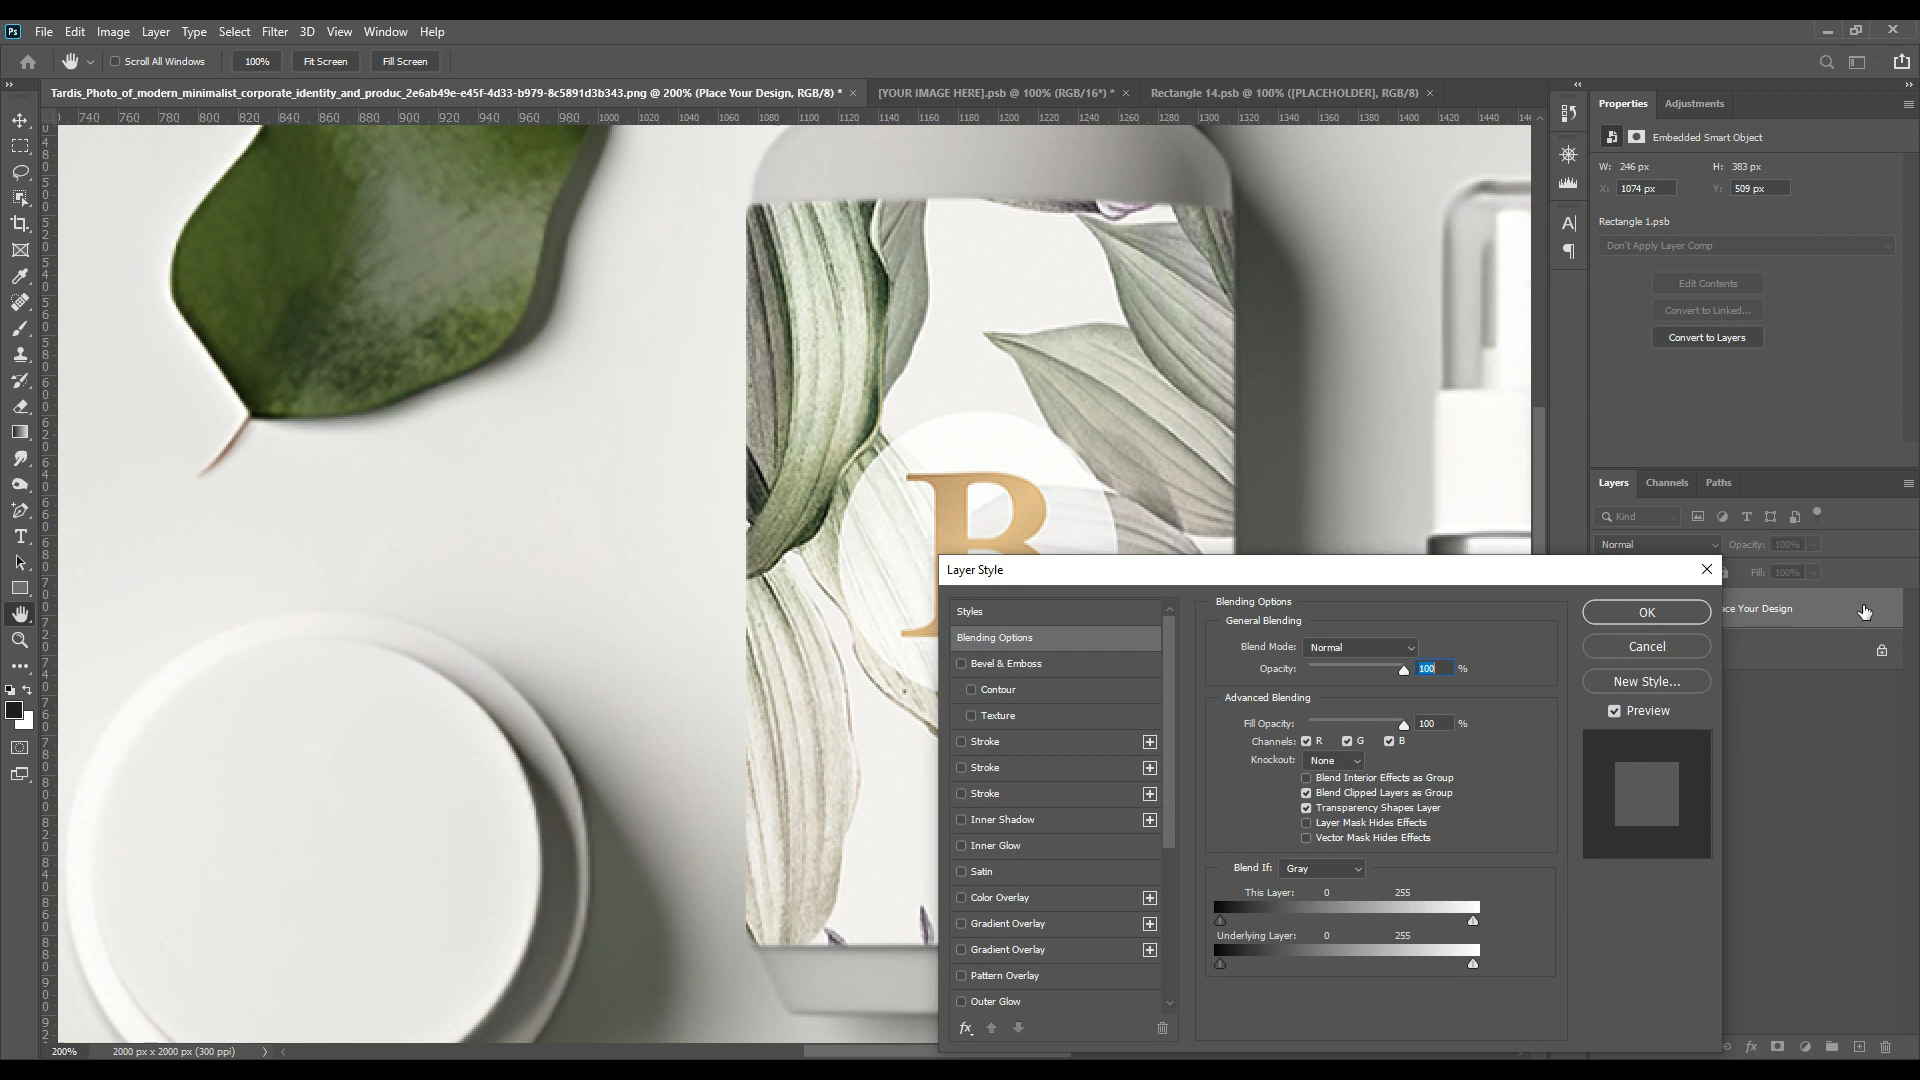 Ps File Edit Image Layer Type Select Filter 3D View Window Help
Scroll All Windows 100% Fit Screen Fill Screen
Tardis_Photo_of_modern_minimalist_corporate_identity_and_produc_2e6ab49e-e45f-4d33-b979-8c5891d3b343.png @ 200% (Place Your Design, RGB/8) * × [YOUR IMAGE HERE].psb @ 100% (RGB/16*) * × Rectangle 14.psb @ 100% ([PLACEHOLDER], RGB/8) ×
740 760 780 800 820 840 860 880 900 920 940 960 980 1000 1020 1040 1060 1080 1100 1120 1140 1160 1180 1200 1220 1240 1260 1280 1300 1320 1340 1360 1380 1400 1420 1440
Properties Adjustments
Embedded Smart Object
W: 246 px H: 383 px
X: 1074 px Y: 509 px
Rectangle 1.psb
Don't Apply Layer Comp
Edit Contents
Convert to Linked...
Convert to Layers
Layers Channels Paths
Kind
Normal Opacity: 100%
Fill: 100%
ace Your Design
B
Layer Style
Styles
Blending Options
Bevel & Emboss
Contour
Texture
Stroke
Stroke
Stroke
Inner Shadow
Inner Glow
Satin
Color Overlay
Gradient Overlay
Gradient Overlay
Pattern Overlay
Outer Glow
fx
Blending Options
General Blending
Blend Mode: Normal
Opacity: 100 %
Advanced Blending
Fill Opacity: 100 %
Channels: R G B
Knockout: None
Blend Interior Effects as Group
Blend Clipped Layers as Group
Transparency Shapes Layer
Layer Mask Hides Effects
Vector Mask Hides Effects
Blend If: Gray
This Layer: 0 255
Underlying Layer: 0 255
OK
Cancel
New Style...
Preview
200% 2000 px x 2000 px (300 ppi)
fx